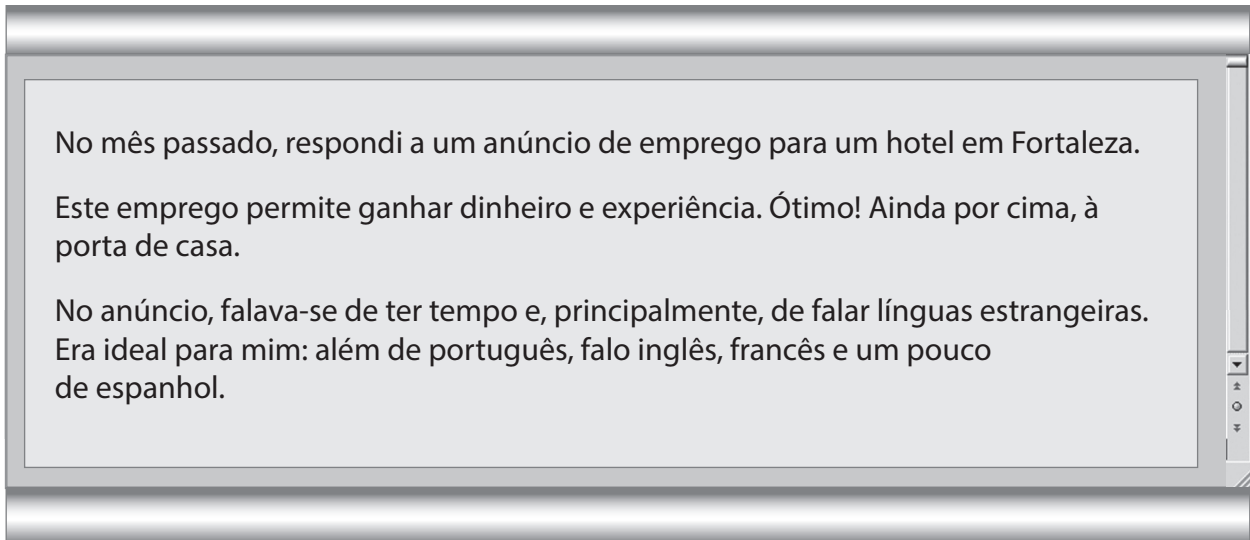 No mês passado, respondi a um anúncio de emprego para um hotel em Fortaleza.
Este emprego permite ganhar dinheiro e experiência. Ótimo! Ainda por cima, à
porta de casa.
No anúncio, falava-se de ter tempo e, principalmente, de falar línguas estrangeiras.
Era ideal para mim: além de português, falo inglês, francês e um pouco
de espanhol.